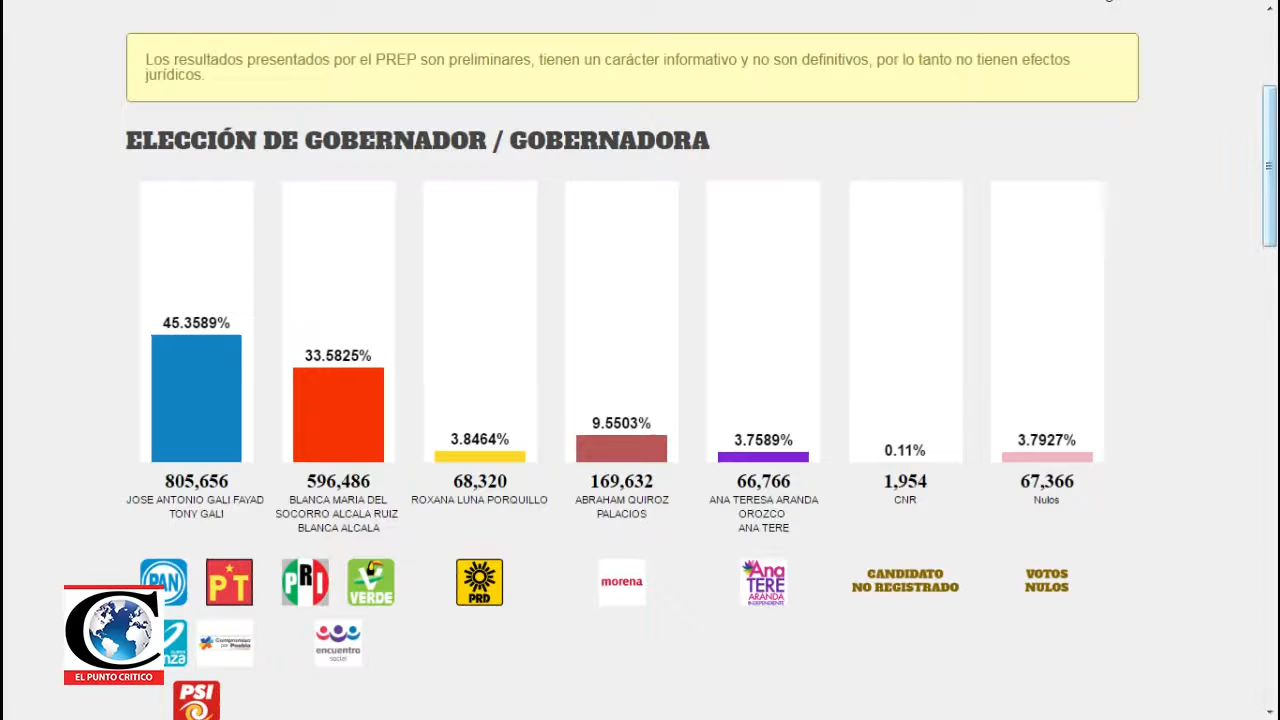 Los resultados presentados por el PREP son preliminares, tienen un carácter informativo y no son definitivos, por lo tanto no tienen efectos
jurídicos.
ELECCIÓN DE GOBERNADOR / GOBERNADORA
45.3589%
33.5825%
3.8464%
9.5503%
3.7589%
0.11%
3.7927%
805,656
JOSE ANTONIO GALI FAYAD
TONY GALI
596,486
BLANCA MARIA DEL
SOCORRO ALCALA RUIZ
BLANCA ALCALA
68,320
ROXANA LUNA PORQUILLO
169,632
ABRAHAM QUIROZ
PALACIOS
66,766
ANA TERESA ARANDA
OROZCO
ANA TERE
1,954
CNR
67,366
Nulos
PAN
PT
PRI
VERDE
PRD
morena
Ana
TERE
ARANDA
INDEPENDIENTE
CANDIDATO
NO REGISTRADO
VOTOS
NULOS
Compromiso
por Puebla
encuentro
social
PSI
C
EL PUNTO CRITICO